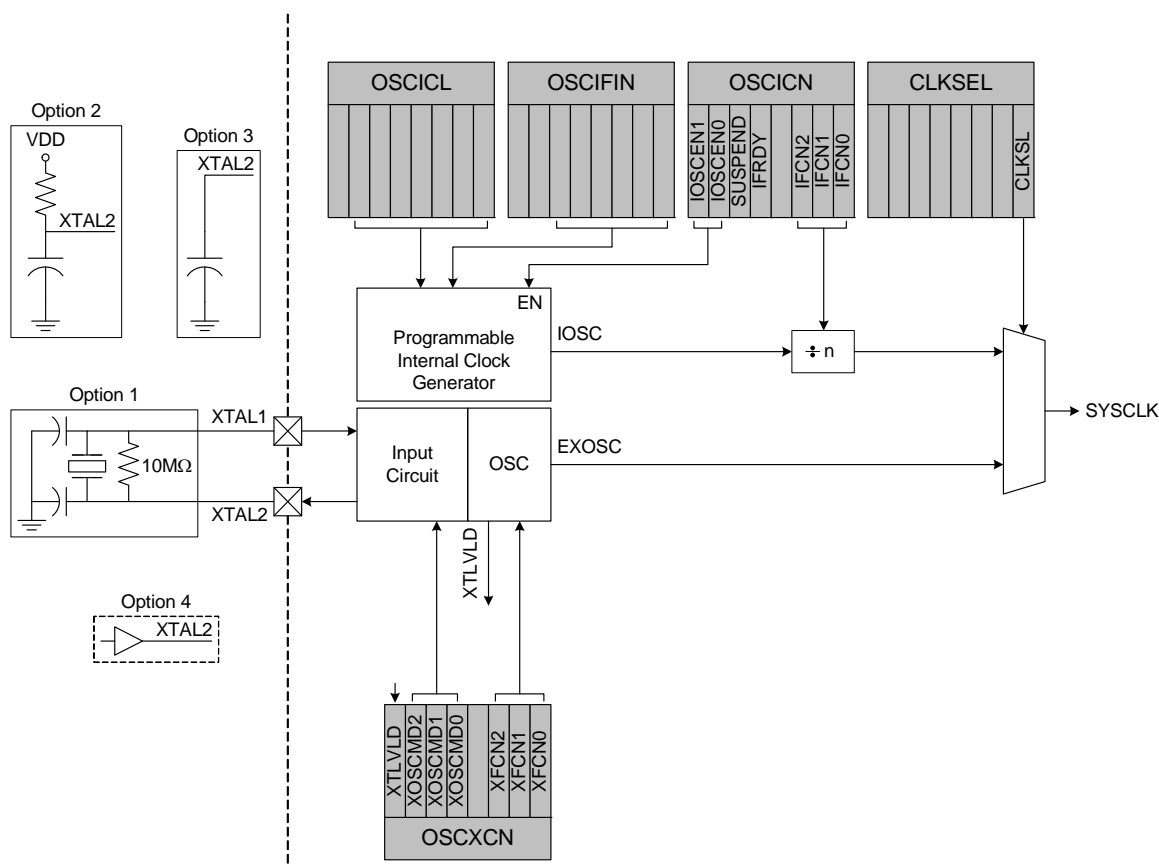 OSCICL
OSCIFIN
OSCICN
CLKSEL
IOSCEN1
IOSCEN0
SUSPEND
IFRDY
IFCN2
IFCN1
IFCN0
CLKSL
Option 2
VDD
XTAL2
Option 3
XTAL2
EN
Programmable
Internal Clock
Generator
IOSC
÷ n
Option 1
XTAL1
10MΩ
XTAL2
Input
Circuit
OSC
EXOSC
SYSCLK
XTLVLD
Option 4
XTAL2
XTLVLD
XOSCMD2
XOSCMD1
XOSCMD0
XFCN2
XFCN1
XFCN0
OSCXCN